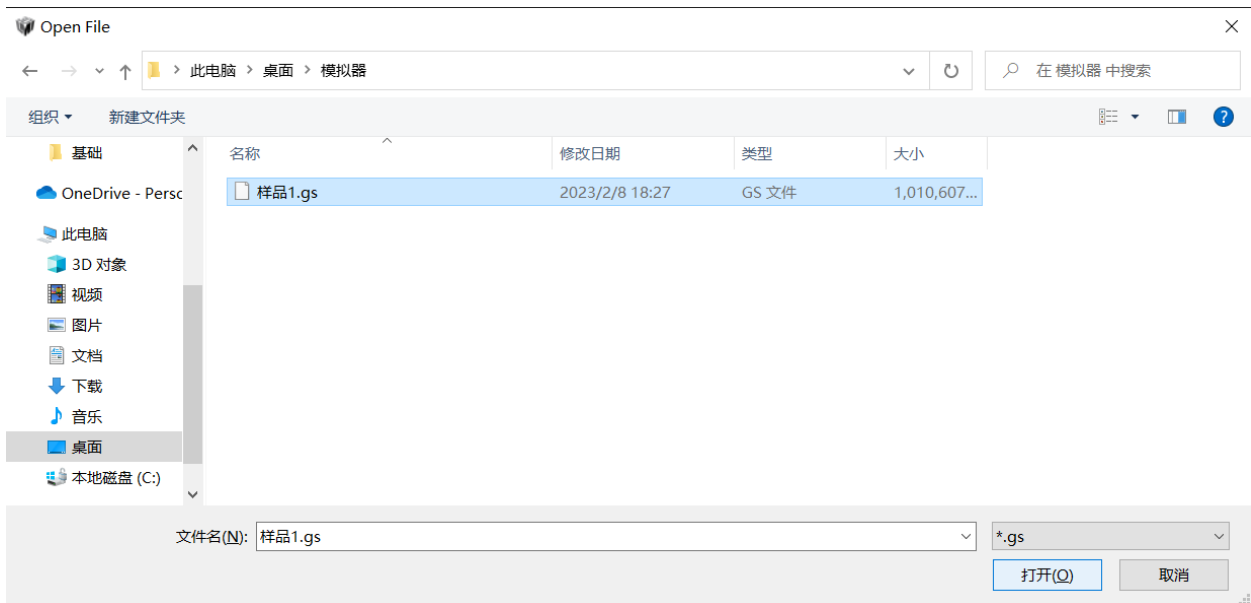 Open File
此电脑 > 桌面 > 模拟器
在 模拟器 中搜索
组织 新建文件夹
名称 修改日期 类型 大小
样品1.gs 2023/2/8 18:27 GS 文件 1,010,607...
基础
OneDrive - Persc
此电脑
3D 对象
视频
图片
文档
下载
音乐
桌面
本地磁盘 (C:)
文件名(N): 样品1.gs *.gs
打开(O) 取消